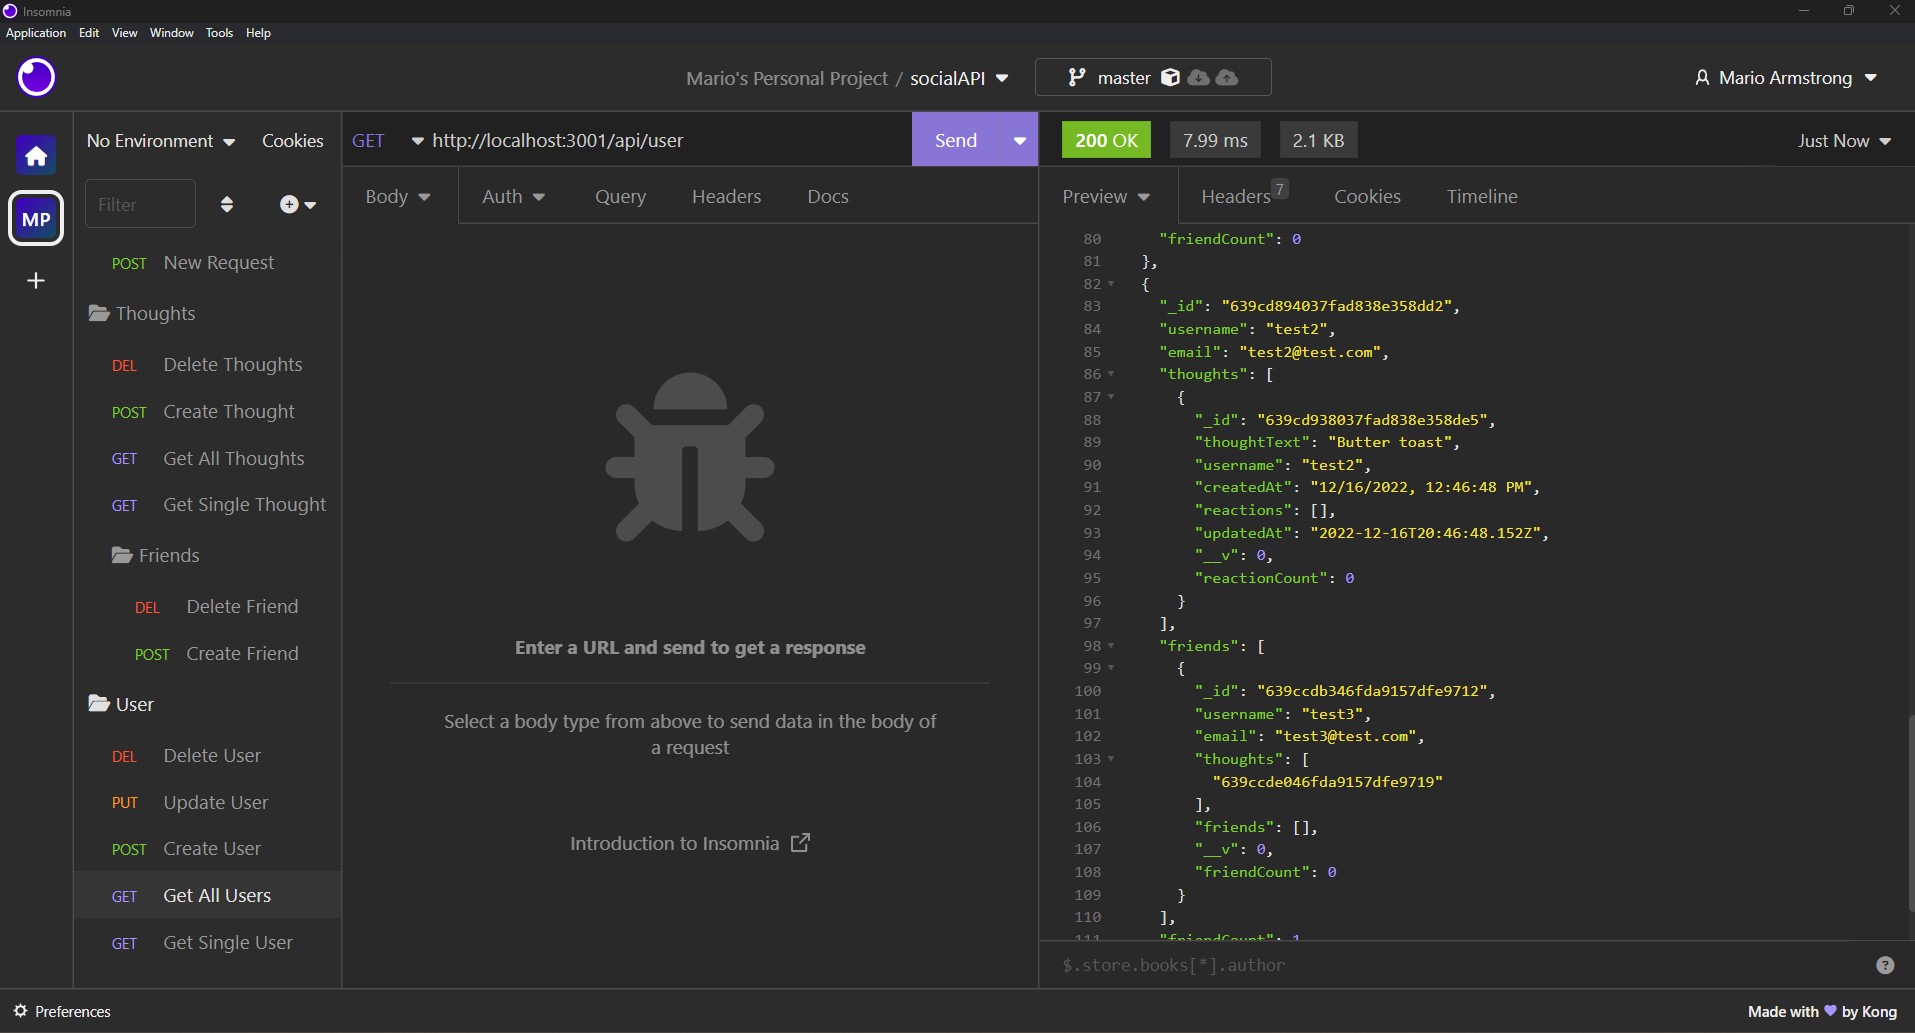 Insomnia
Application Edit View Window Tools Help
Mario's Personal Project / socialAPI
master
Mario Armstrong
No Environment Cookies
GET http://localhost:3001/api/user
Send
200 OK 7.99 ms 2.1 KB
Just Now
MP
Filter
Body Auth Query Headers Docs
Preview Headers 7 Cookies Timeline
POST New Request
Thoughts
DEL Delete Thoughts
POST Create Thought
GET Get All Thoughts
GET Get Single Thought
Friends
DEL Delete Friend
POST Create Friend
User
DEL Delete User
PUT Update User
POST Create User
GET Get All Users
GET Get Single User
Enter a URL and send to get a response
Select a body type from above to send data in the body of
a request
Introduction to Insomnia
80 "friendCount": 0
81 },
82 {
83 "_id": "639cd894037fad838e358dd2",
84 "username": "test2",
85 "email": "test2@test.com",
86 "thoughts": [
87 {
88 "_id": "639cd938037fad838e358de5",
89 "thoughtText": "Butter toast",
90 "username": "test2",
91 "createdAt": "12/16/2022, 12:46:48 PM",
92 "reactions": [],
93 "updatedAt": "2022-12-16T20:46:48.152Z",
94 "__v": 0,
95 "reactionCount": 0
96 }
97 ],
98 "friends": [
99 {
100 "_id": "639ccdb346fda9157dfe9712",
101 "username": "test3",
102 "email": "test3@test.com",
103 "thoughts": [
104 "639ccde046fda9157dfe9719"
105 ],
106 "friends": [],
107 "__v": 0,
108 "friendCount": 0
109 }
110 ],
111 "friendCount": 1
$.store.books[*].author
Preferences
Made with by Kong